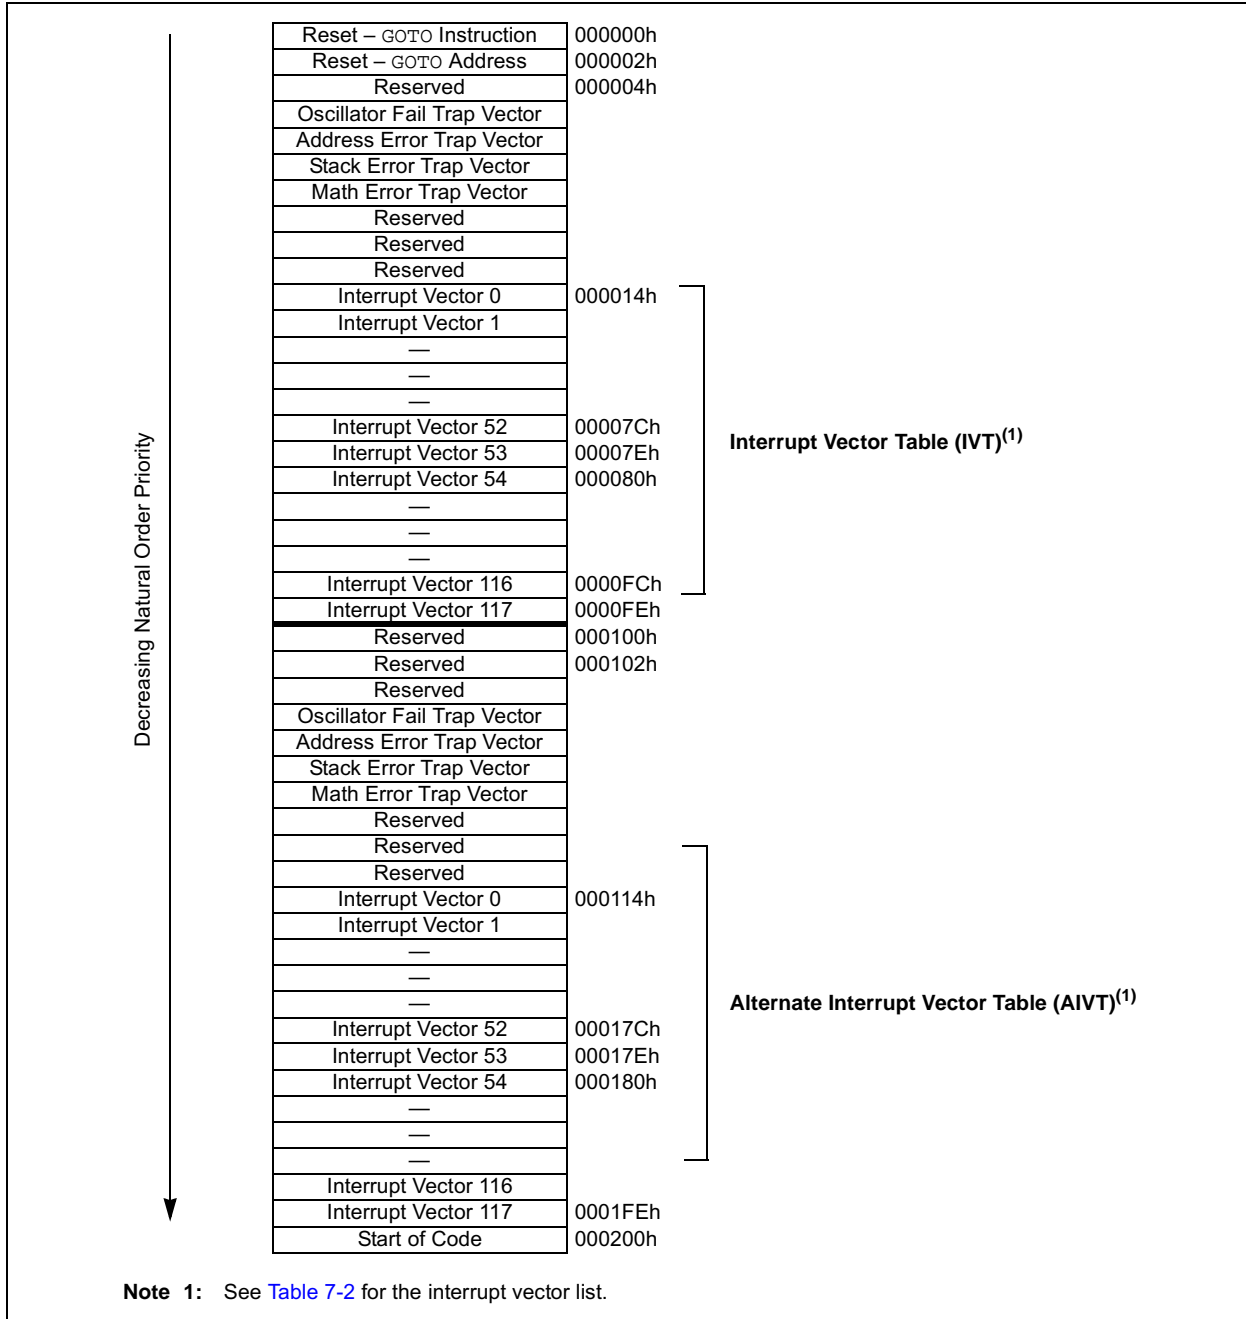 Reset – GOTO Instruction 000000h
Reset – GOTO Address 000002h
Reserved 000004h
Oscillator Fail Trap Vector
Address Error Trap Vector
Stack Error Trap Vector
Math Error Trap Vector
Reserved
Reserved
Reserved
Interrupt Vector 0 000014h
Interrupt Vector 1
—
—
—
Interrupt Vector 52 00007Ch
Interrupt Vector 53 00007Eh
Interrupt Vector 54 000080h
—
—
—
Interrupt Vector 116 0000FCh
Interrupt Vector 117 0000FEh
Reserved 000100h
Reserved 000102h
Reserved
Oscillator Fail Trap Vector
Address Error Trap Vector
Stack Error Trap Vector
Math Error Trap Vector
Reserved
Reserved
Reserved
Interrupt Vector 0 000114h
Interrupt Vector 1
—
—
—
Interrupt Vector 52 00017Ch
Interrupt Vector 53 00017Eh
Interrupt Vector 54 000180h
—
—
—
Interrupt Vector 116
Interrupt Vector 117 0001FEh
Start of Code 000200h
Decreasing Natural Order Priority
Interrupt Vector Table (IVT)(1)
Alternate Interrupt Vector Table (AIVT)(1)
Note 1: See Table 7-2 for the interrupt vector list.